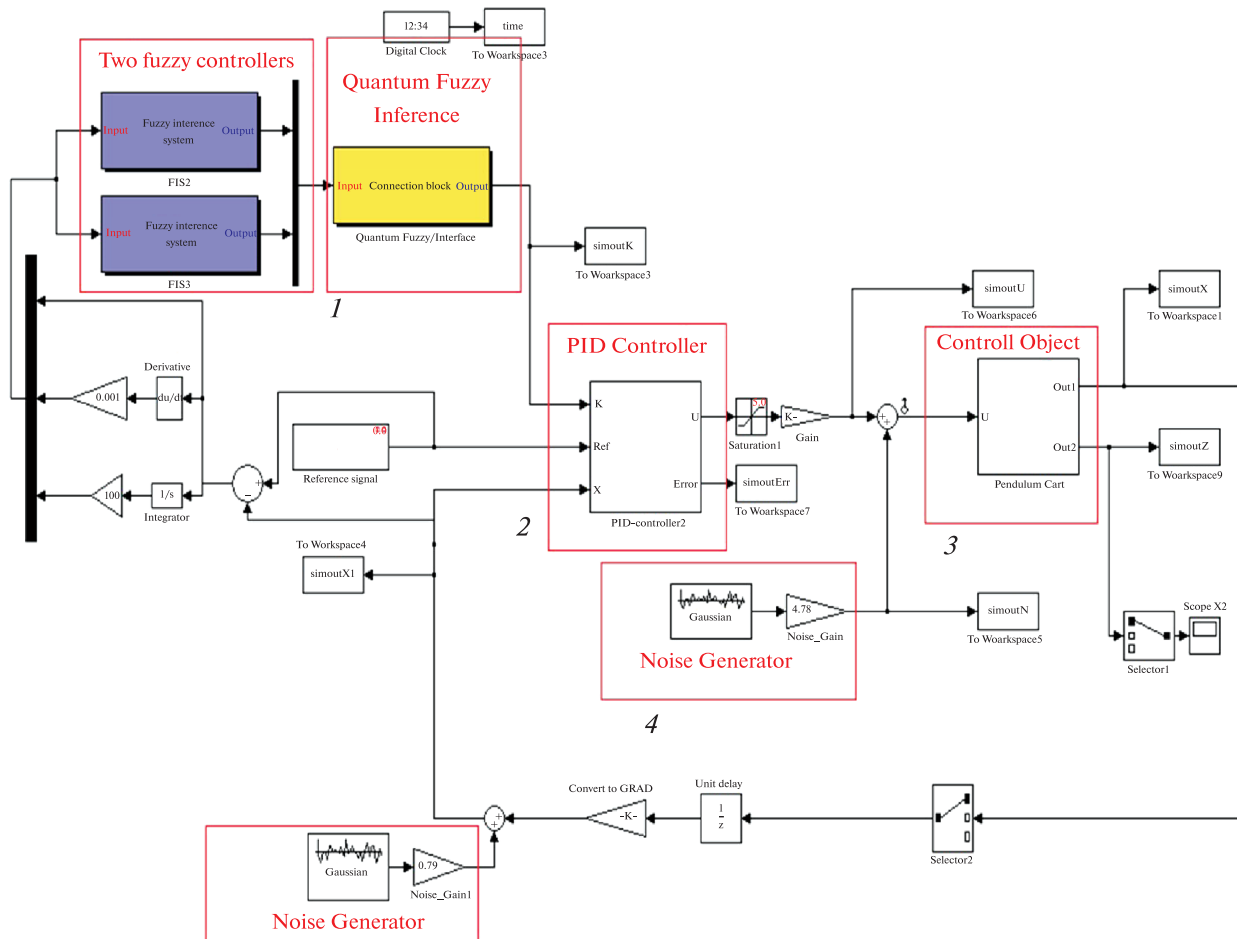 12:34
time
Digital Clock
To Woarkspace3
Two fuzzy controllers
Quantum Fuzzy
Inference
Input
Fuzzy interence
system
Output
FIS2
Input
Fuzzy interence
system
Output
FIS3
Input
Connection block
Output
Quantum Fuzzy/Interface
1
simoutK
To Woarkspace3
simoutU
To Woarkspace6
simoutX
To Woarkspace1
PID Controller
Controll Object
Derivative
0.001
du/dt
K
Ref
X
U
Error
PID-controller2
5.0
Saturation1
K-
Gain
+
+
U
Out1
Out2
Pendulum Cart
simoutZ
To Woarkspace9
Reference signal
100
1/s
Integrator
+
−
simoutErr
To Woarkspace7
2
3
To Workspace4
simoutX1
Gaussian
4.78
Noise_Gain
Noise Generator
simoutN
To Woarkspace5
Scope X2
Selector1
4
Convert to GRAD
-K-
Unit delay
1
z
Selector2
+
+
Gaussian
0.79
Noise_Gain1
Noise Generator